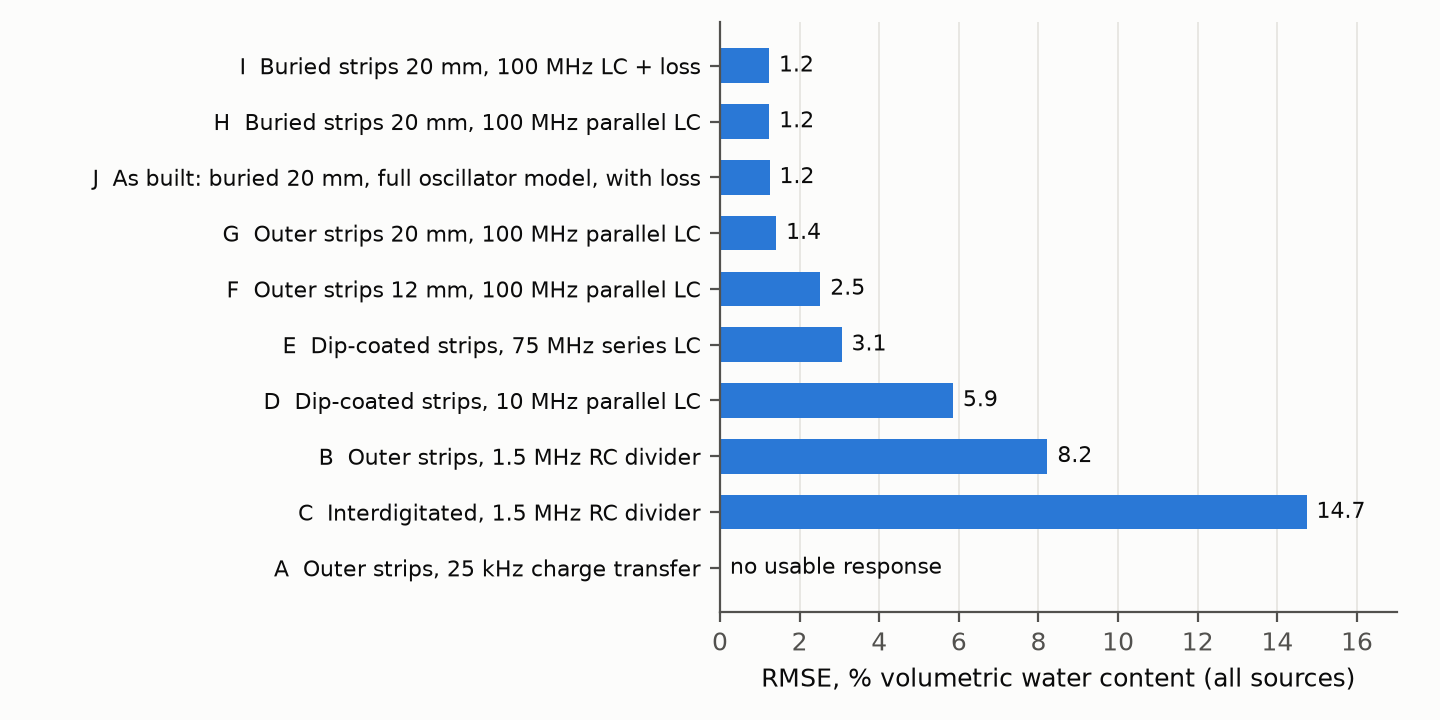 I  Buried strips 20 mm, 100 MHz LC + loss 1.2
H  Buried strips 20 mm, 100 MHz parallel LC 1.2
J  As built: buried 20 mm, full oscillator model, with loss 1.2
G  Outer strips 20 mm, 100 MHz parallel LC 1.4
F  Outer strips 12 mm, 100 MHz parallel LC 2.5
E  Dip-coated strips, 75 MHz series LC 3.1
D  Dip-coated strips, 10 MHz parallel LC 5.9
B  Outer strips, 1.5 MHz RC divider 8.2
C  Interdigitated, 1.5 MHz RC divider 14.7
A  Outer strips, 25 kHz charge transfer no usable response
0 2 4 6 8 10 12 14 16
RMSE, % volumetric water content (all sources)